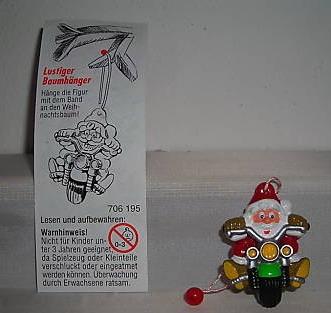 Lustiger
Baumhänger
Hänge die Figur
mit dem Band
an den Weih-
nachtsbaum!
706 195
Lesen und aufbewahren:
Warnhinweis!
Nicht für Kinder un-
ter 3 Jahren geeignet,
da Spielzeug oder Kleinteile
verschluckt oder eingeatmet
werden können. Überwachung
durch Erwachsene ratsam.
0-3